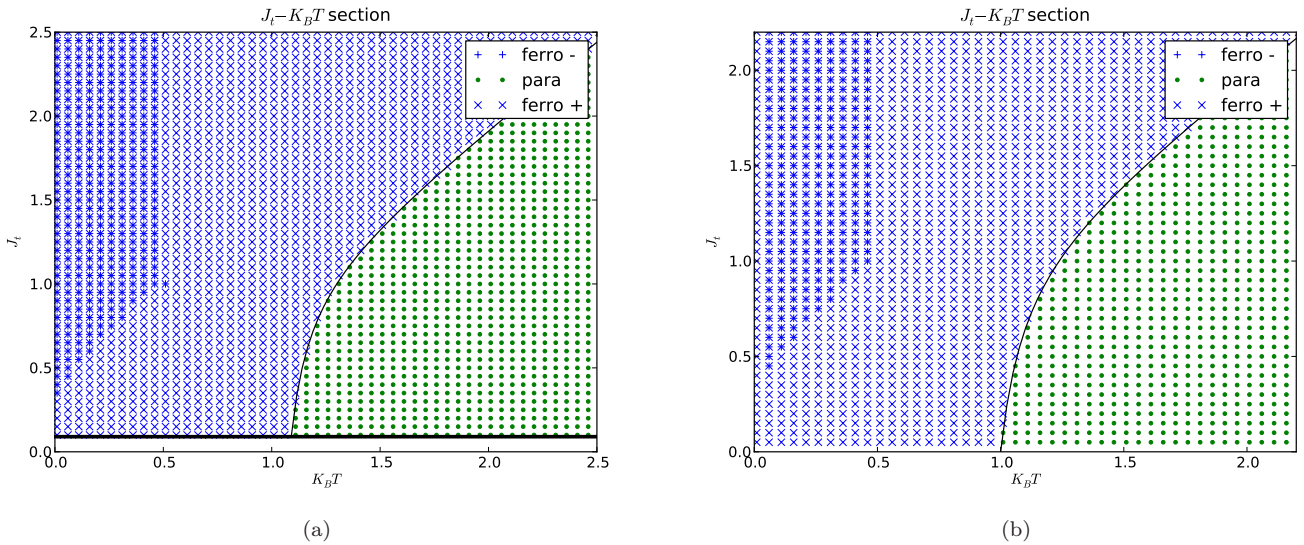 J_t–K_BT section
2.5
2.0
1.5
1.0
0.5
0.0
J_t
0.0 0.5 1.0 1.5 2.0 2.5
K_BT
ferro -
para
ferro +
(a)
J_t–K_BT section
2.0
1.5
1.0
0.5
0.0
J_t
0.0 0.5 1.0 1.5 2.0
K_BT
ferro -
para
ferro +
(b)